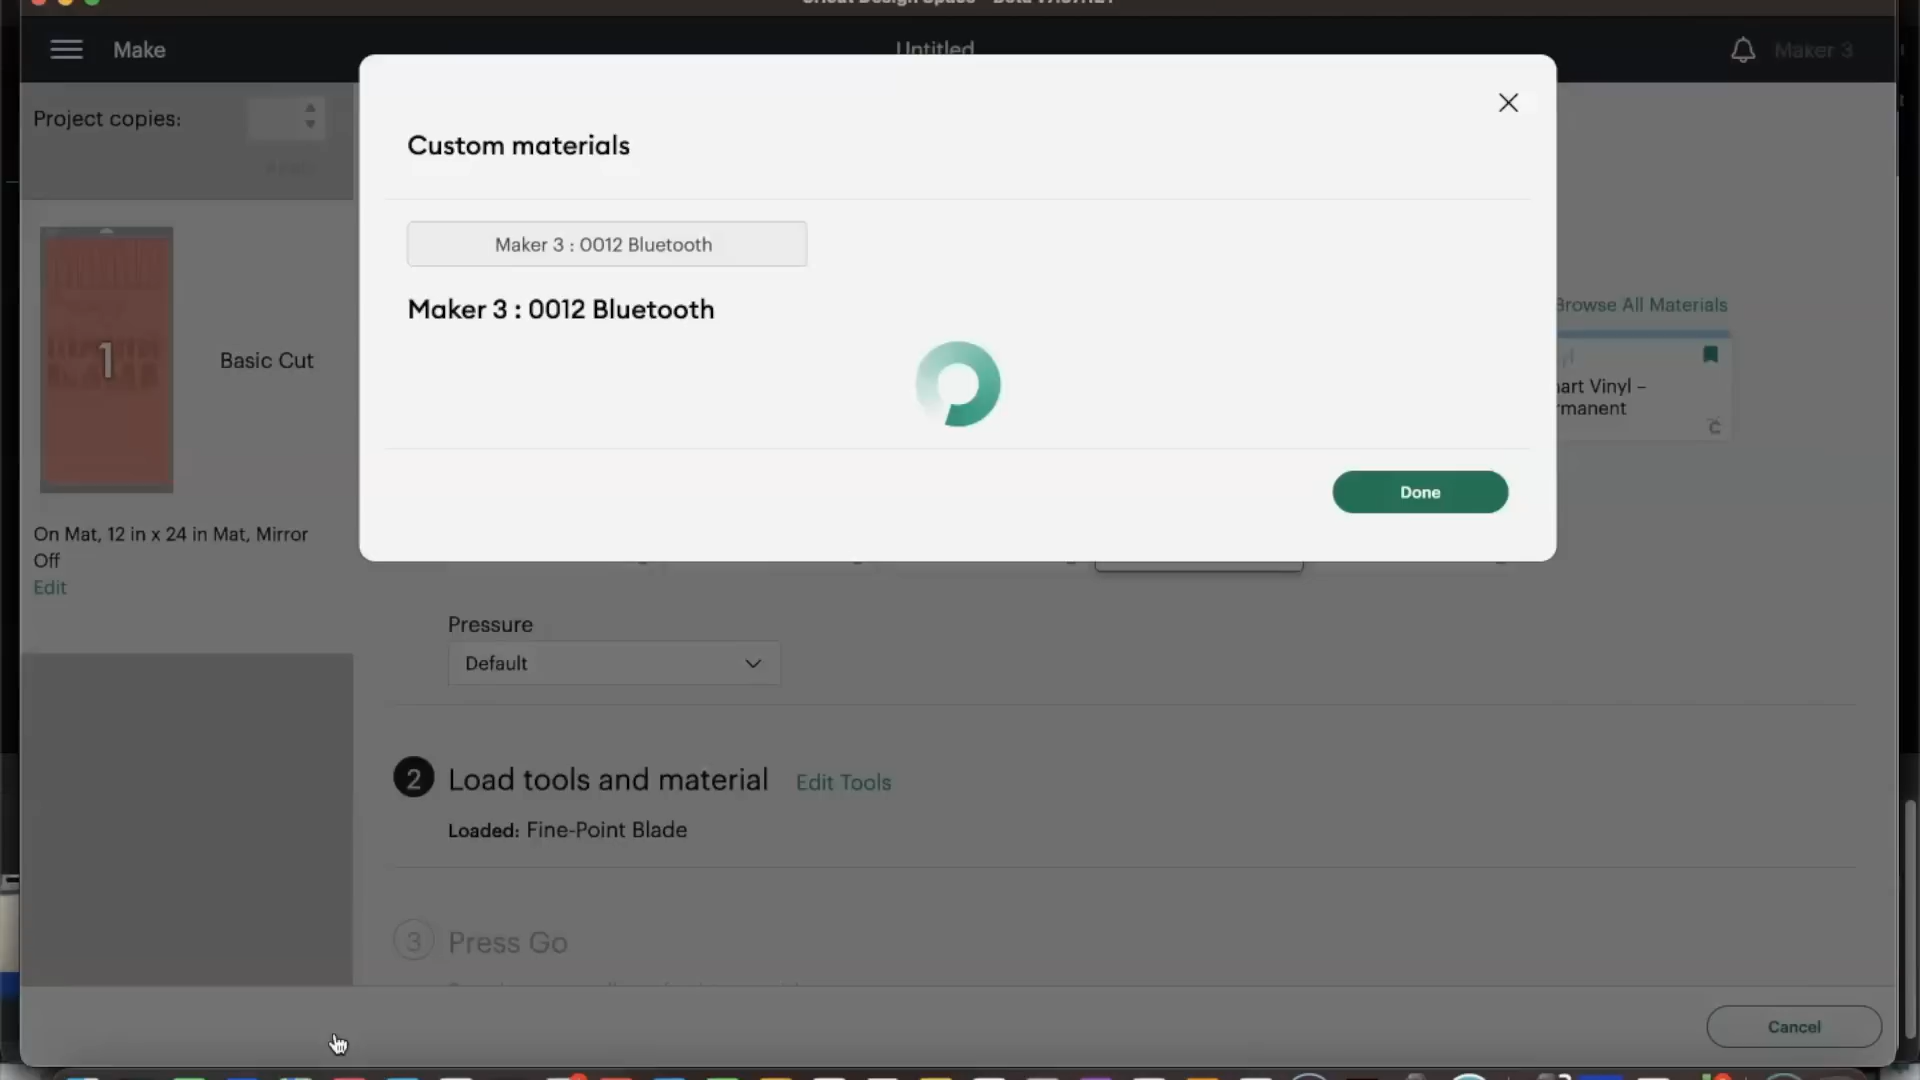 Make
Untitled
Maker 3
Project copies:
Custom materials
Maker 3 : 0012 Bluetooth
Maker 3 : 0012 Bluetooth
Browse All Materials
Vinyl –
Done
1
Basic Cut
On Mat, 12 in x 24 in Mat, Mirror
Off
Edit
Pressure
Default
2 Load tools and material Edit Tools
Loaded: Fine-Point Blade
3 Press Go
Cancel